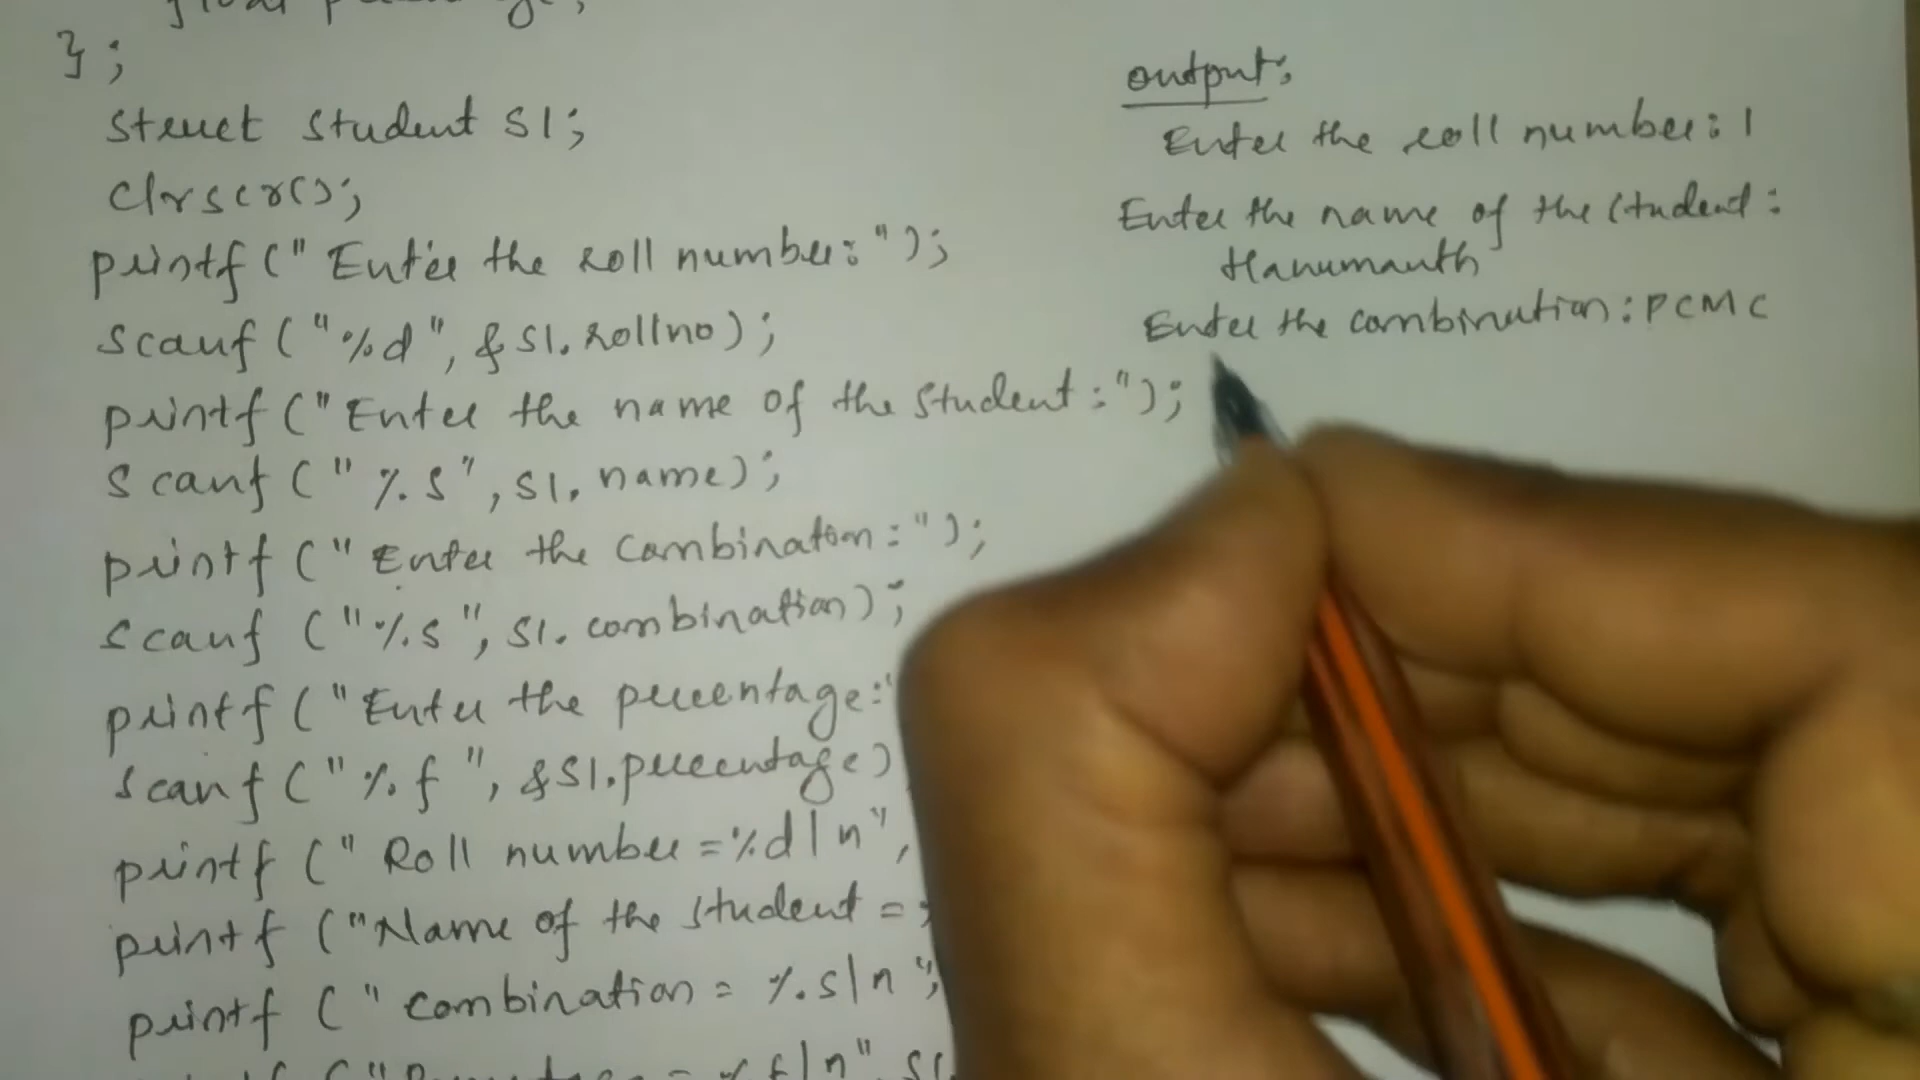 };
struct student S1;
clrscr();
printf ("Enter the roll number:");
scanf ("%d", &S1.rollno);
printf ("Enter the name of the student:");
scanf ("%s", S1.name);
printf ("Enter the combination:");
scanf ("%s", S1.combination);
printf ("Enter the percentage:"
scanf ("%f", &S1.percentage)
printf ("Roll number=%d\n",
printf ("Name of the student =
printf ("combination = %s\n",
%f\n", S1
output:
Enter the roll number: 1
Enter the name of the student:
Hanumanth
Enter the combination: PCMC